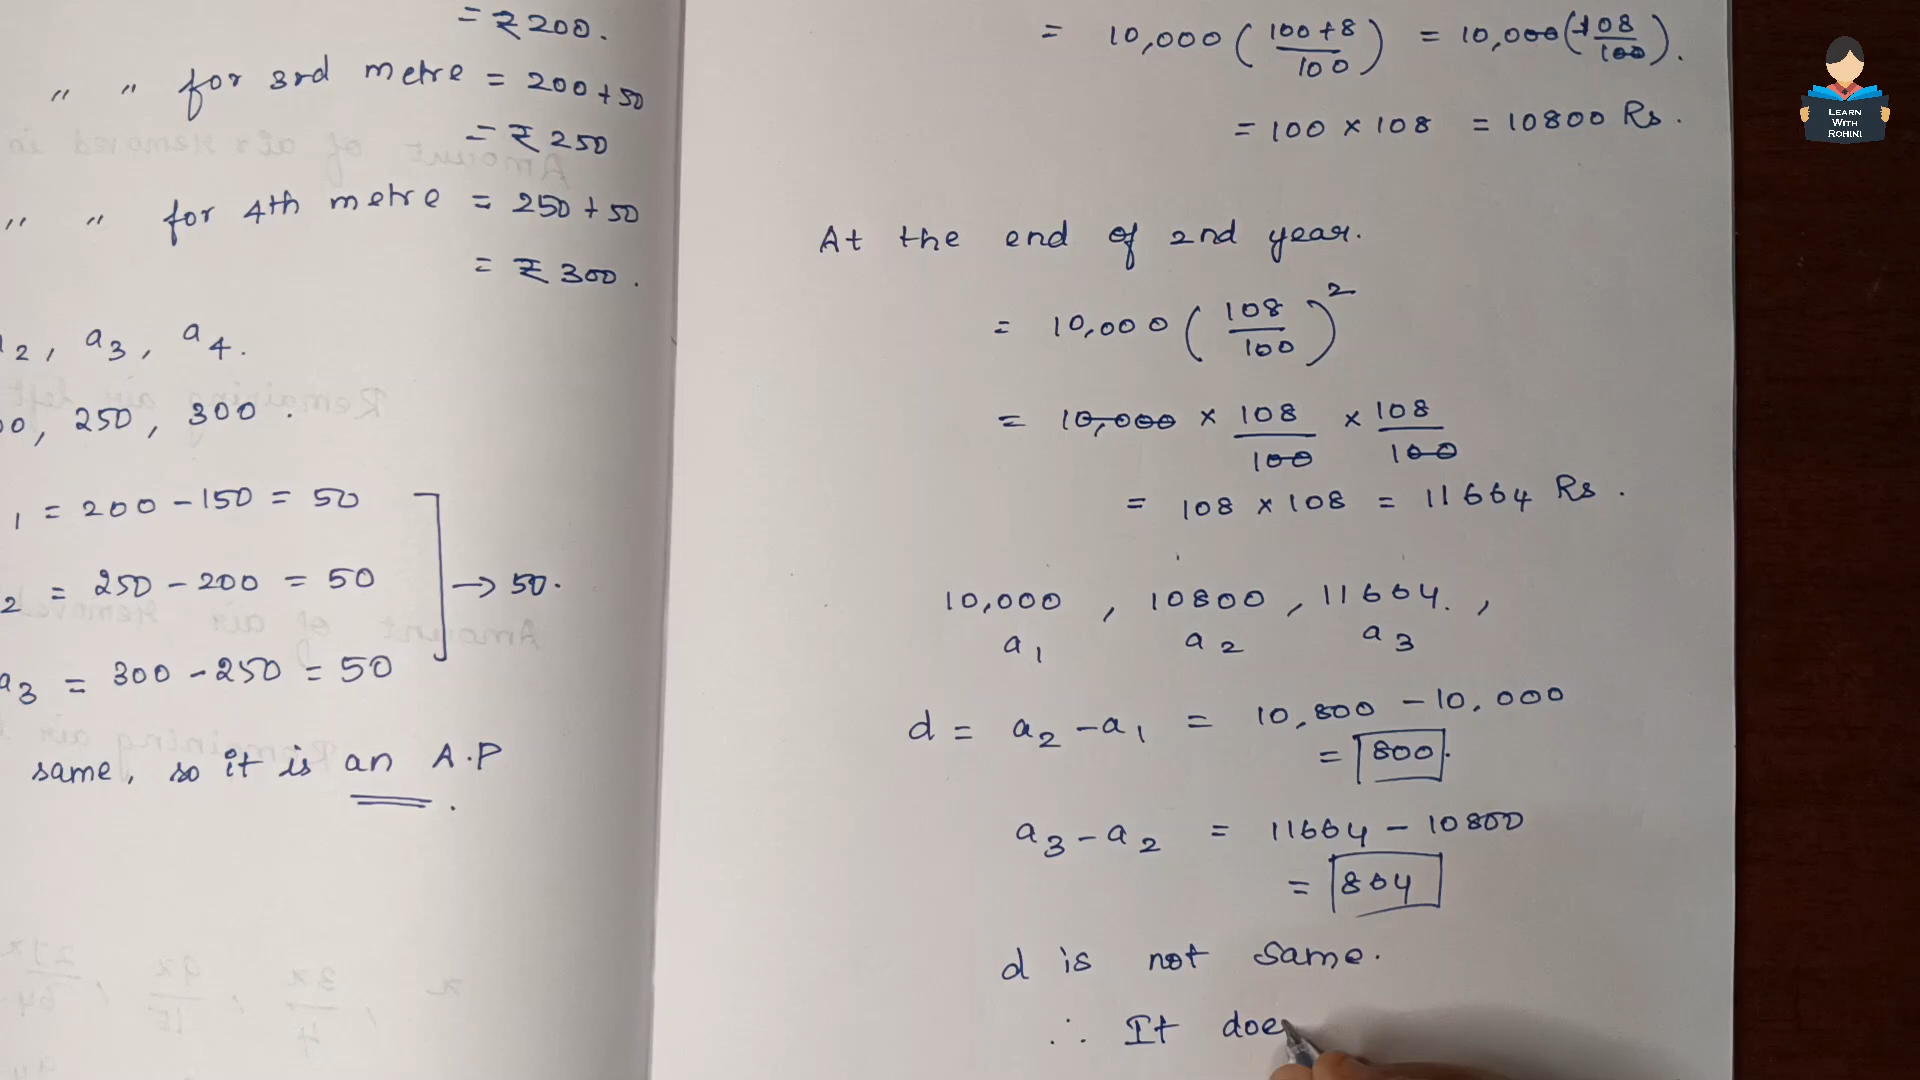 = ₹ 200.
" " for 3rd metre = 200 + 50
= ₹ 250
" " for 4th metre = 250 + 50
= ₹ 300.
2, a3, a4.
00, 250, 300.
1 = 200 - 150 = 50
2 = 250 - 200 = 50
→ 50.
a3 = 300 - 250 = 50
same, so it is an A.P.
= 10,000 (100 + 8 / 100) = 10,000 (108 / 100).
= 100 × 108 = 10800 Rs.
At the end of 2nd year.
= 10,000 (108 / 100)²
= 10,000 × 108 / 100 × 108 / 100
= 108 × 108 = 11664 Rs.
10,000, 10800, 11664.,
a1 a2 a3
d = a2 - a1 = 10,800 - 10,000
= 800.
a3 - a2 = 11664 - 10800
= 864
d is not same.
∴ It doe
LEARN
WITH
ROHINI